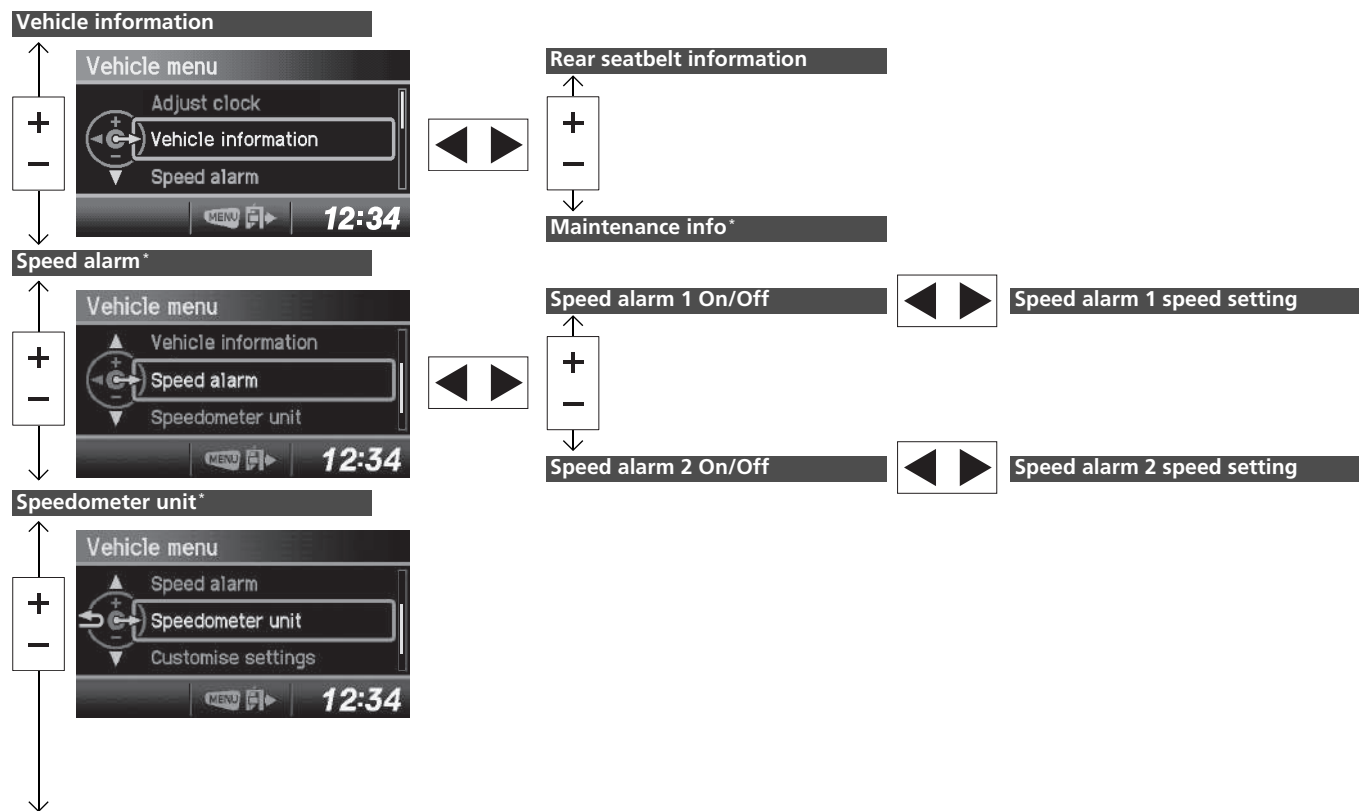 Vehicle information
Vehicle menu
Adjust clock
Vehicle information
Speed alarm
MENU
12:34
+
−
Rear seatbelt information
+
−
Maintenance info*
Speed alarm*
Vehicle menu
Vehicle information
Speed alarm
Speedometer unit
MENU
12:34
+
−
Speed alarm 1 On/Off
Speed alarm 1 speed setting
+
−
Speed alarm 2 On/Off
Speed alarm 2 speed setting
Speedometer unit*
Vehicle menu
Speed alarm
Speedometer unit
Customise settings
MENU
12:34
+
−